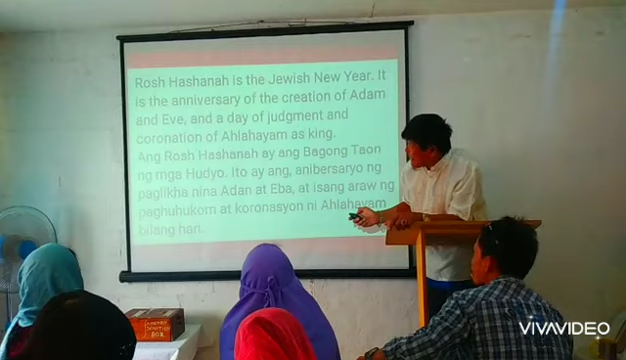 Rosh Hashanah is the Jewish New Year. It
is the anniversary of the creation of Adam
and Eve, and a day of judgment and
coronation of Ahlahayam as king.
Ang Rosh Hashanah ay ang Bagong Taon
ng mga Hudyo. Ito ay ang, anibersaryo ng
paglikha nina Adan at Eba, at isang araw ng
paghuhukom at koronasyon ni Ahlahayam
bilang hari.
BOX
VIVAVIDEO